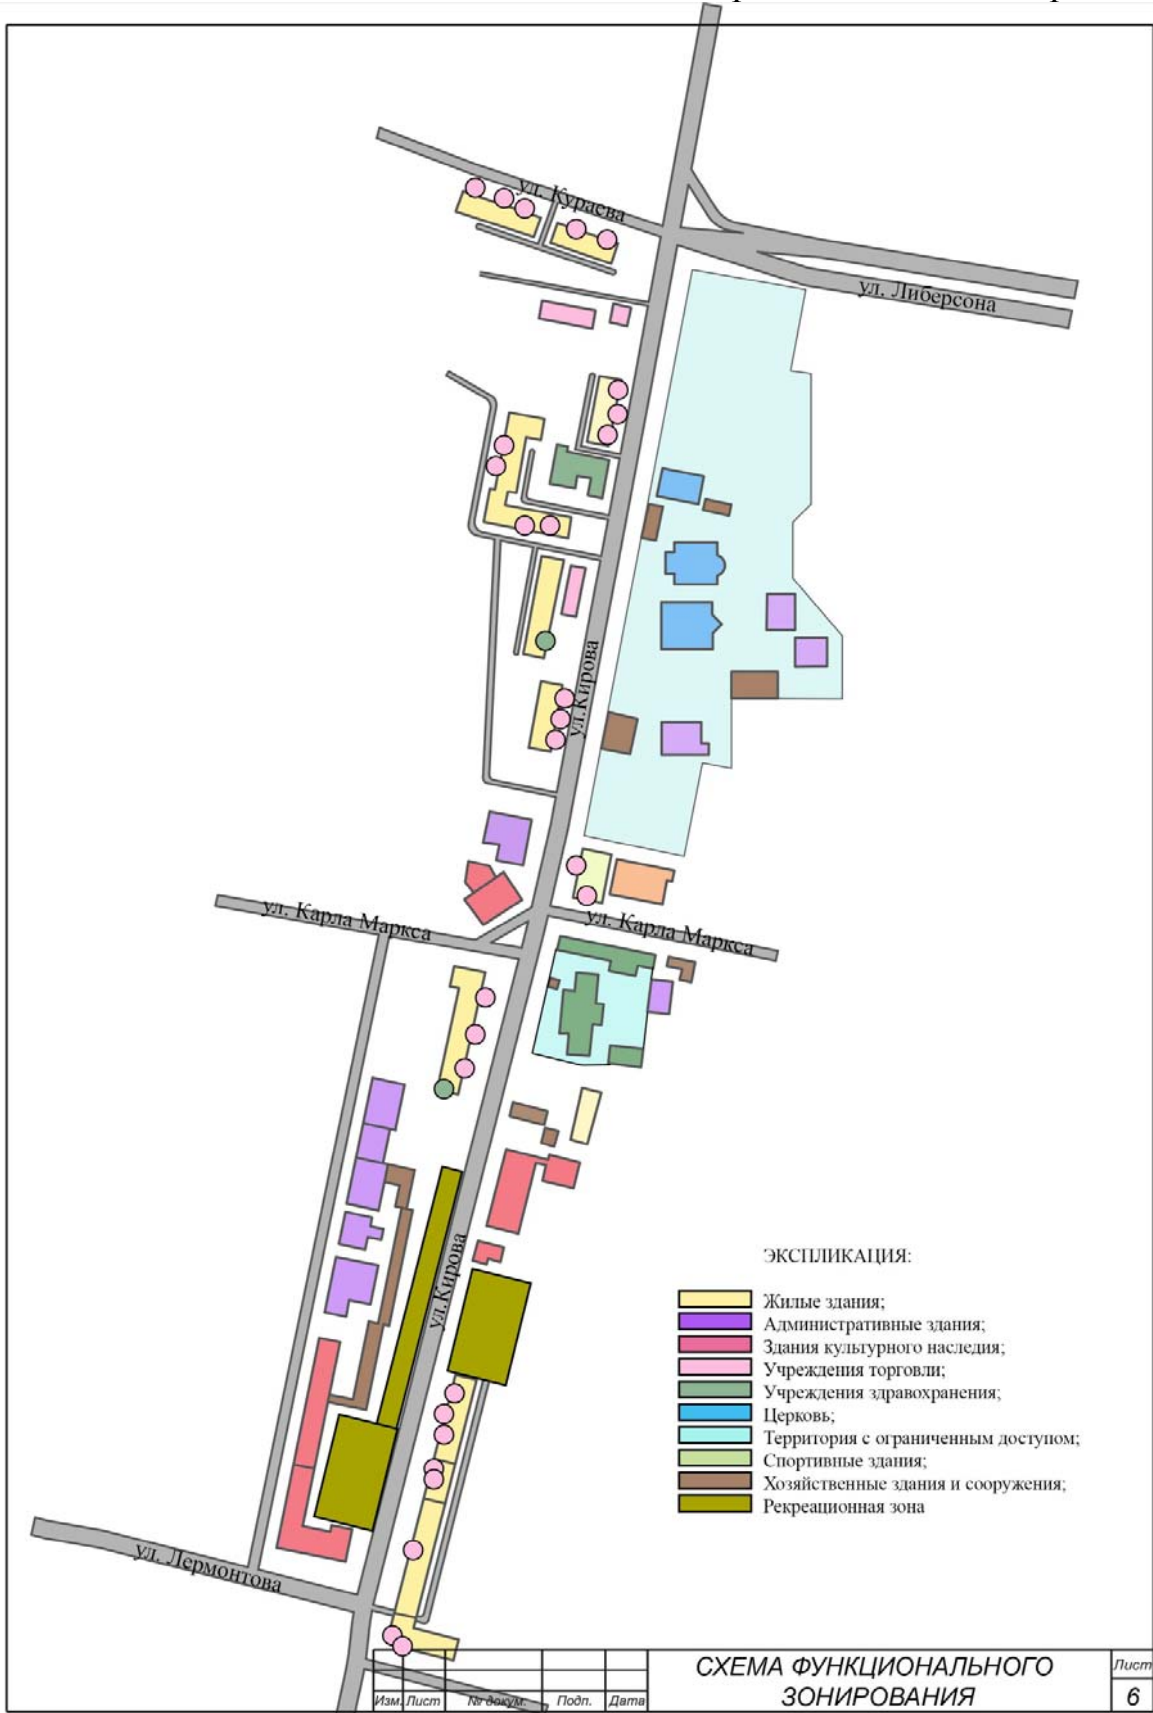 ул. Кураева
ул. Либерсона
ул.Кирова
ул. Карла Маркса
ул. Карла Маркса
ул.Кирова
ЭКСПЛИКАЦИЯ:
Жилые здания;
Административные здания;
Здания культурного наследия;
Учреждения торговли;
Учреждения здравохранения;
Церковь;
Территория с ограниченным доступом;
Спортивные здания;
Хозяйственные здания и сооружения;
Рекреационная зона
ул. Лермонтова
СХЕМА ФУНКЦИОНАЛЬНОГО
ЗОНИРОВАНИЯ
Лист
6
Изм. Лист № докум. Подп. Дата